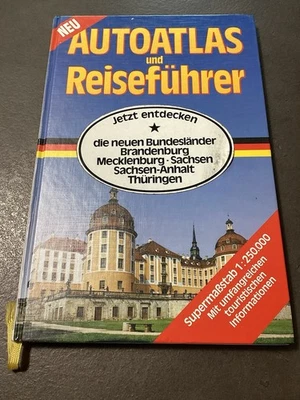 NEU
AUTOATLAS
und
Reiseführer
Jetzt entdecken
die neuen Bundesländer
Brandenburg
Mecklenburg · Sachsen
Sachsen-Anhalt
Thüringen
Supermaßstab 1:250.000
Mit umfangreichen
touristischen
Informationen